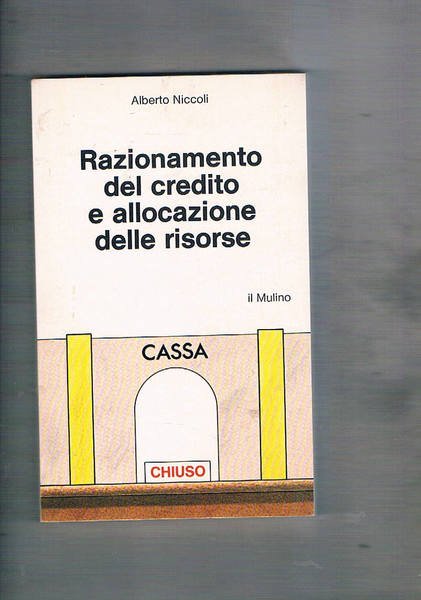 Alberto Niccoli
Razionamento
del credito
e allocazione
delle risorse
il Mulino
CASSA
CHIUSO